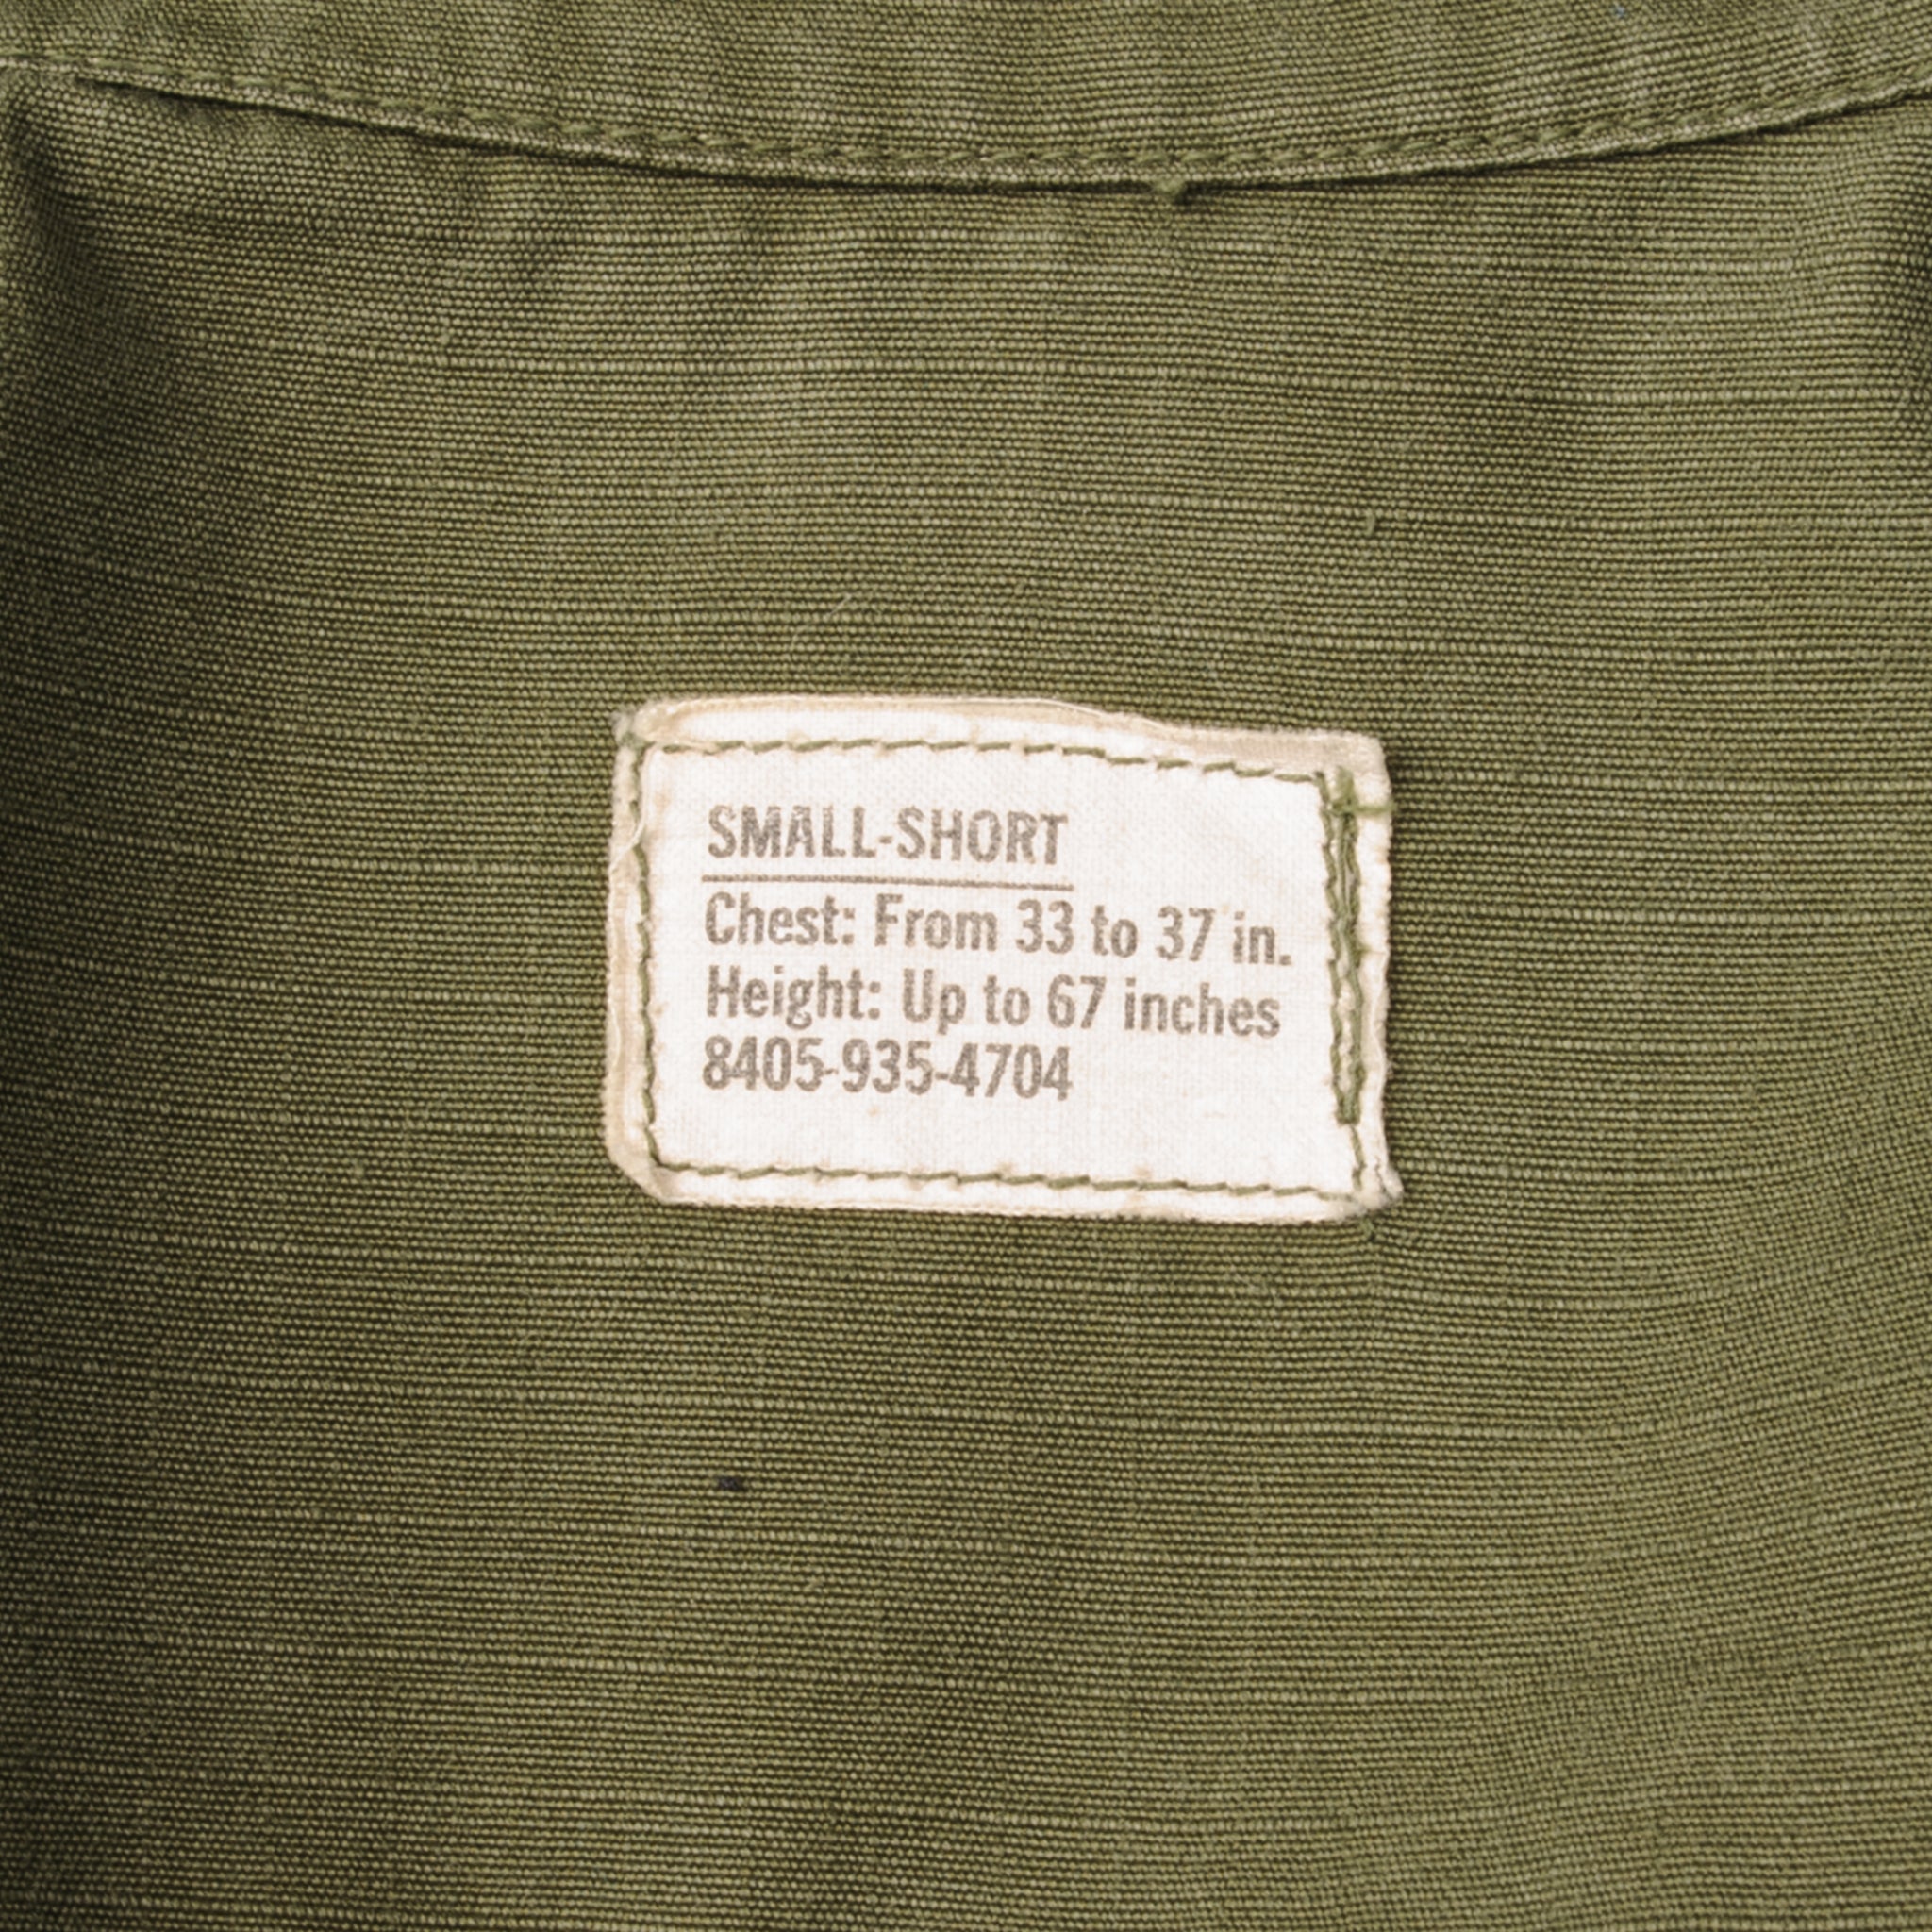 SMALL-SHORT
Chest: From 33 to 37 in.
Height: Up to 67 inches
8405-935-4704